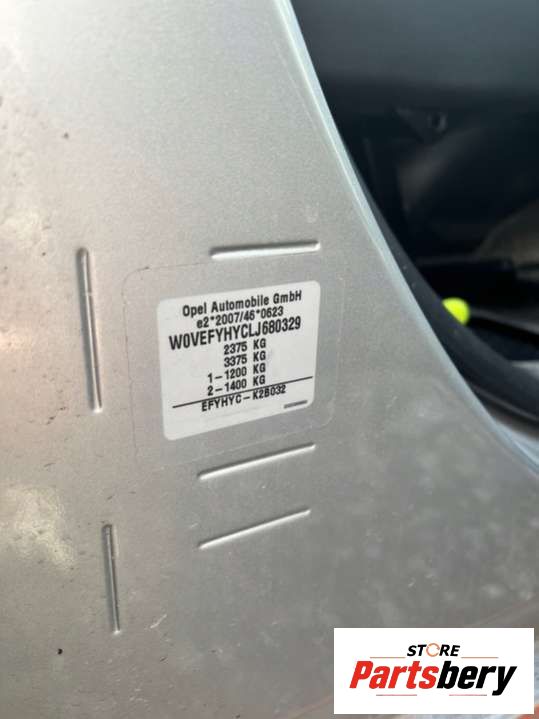 Opel Automobile GmbH
e2*2007/46*0623
W0VEFYHYCLJ680329
2375 KG
3375 KG
1-1200 KG
2-1400 KG
EFYHYC-K2B032
STORE
Partsbery